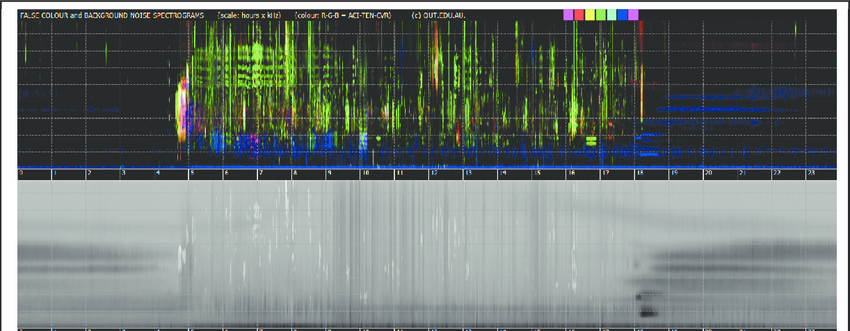 FALSE COLOUR and BACKGROUND NOISE SPECTROGRAMS (scale: hours x kHz) (colour: R-G-B = ACI-TEN-CVR) (c) QUT.EDU.AU.
0 1 2 3 4 5 6 7 8 9 10 11 12 13 14 15 16 17 18 19 20 21 22 23